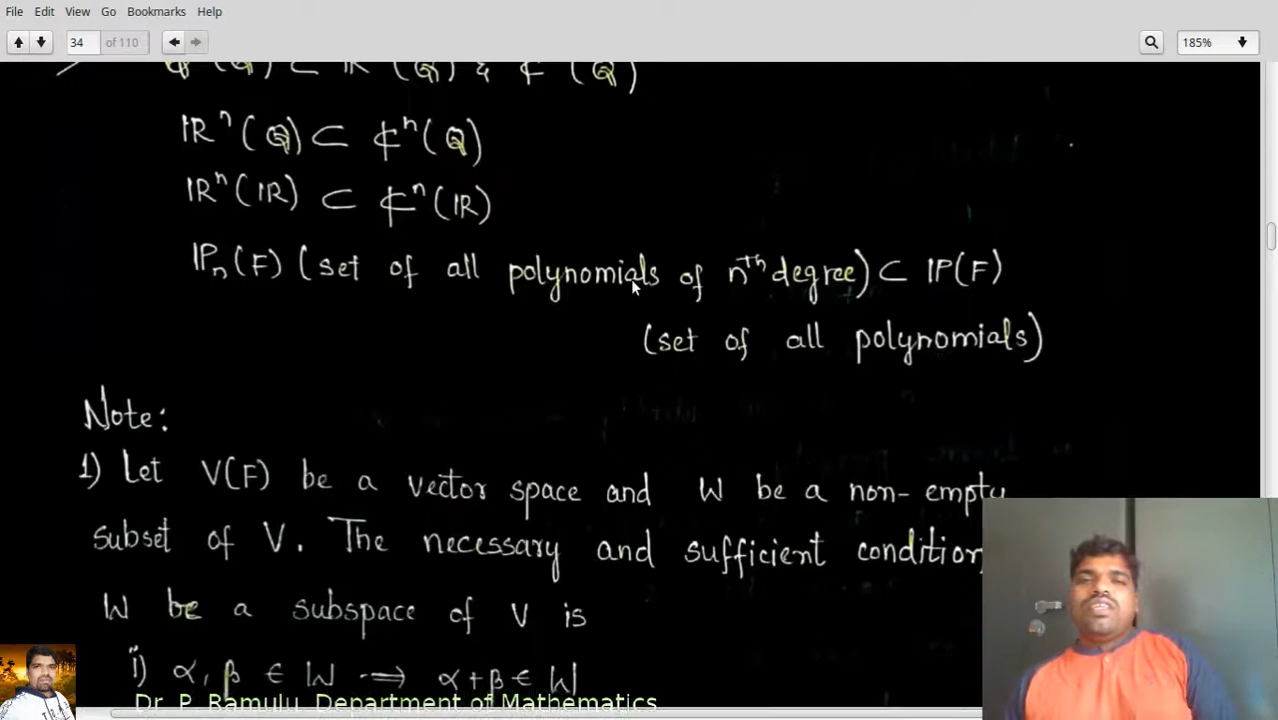 File Edit View Go Bookmarks Help
34 of 110 185%
ℝⁿ(ℚ) ⊂ ℂⁿ(ℚ)
ℝⁿ(ℝ) ⊂ ℂⁿ(ℝ)
ℙₙ(F) (set of all polynomials of nᵗʰ degree) ⊂ ℙ(F)
(set of all polynomials)
Note:
1) Let V(F) be a vector space and W be a non-empty
subset of V. The necessary and sufficient condition
W be a subspace of V is
i) α, β ∈ W ⟹ α+β ∈ W
Dr. P. Ramulu, Department of Mathematics